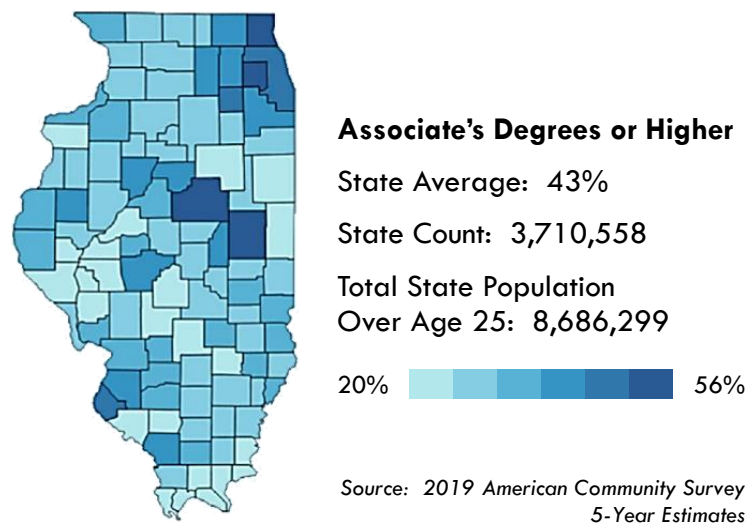 Associate's Degrees or Higher
State Average:  43%
State Count:  3,710,558
Total State Population
Over Age 25:  8,686,299
20%
56%
Source:  2019 American Community Survey
5-Year Estimates